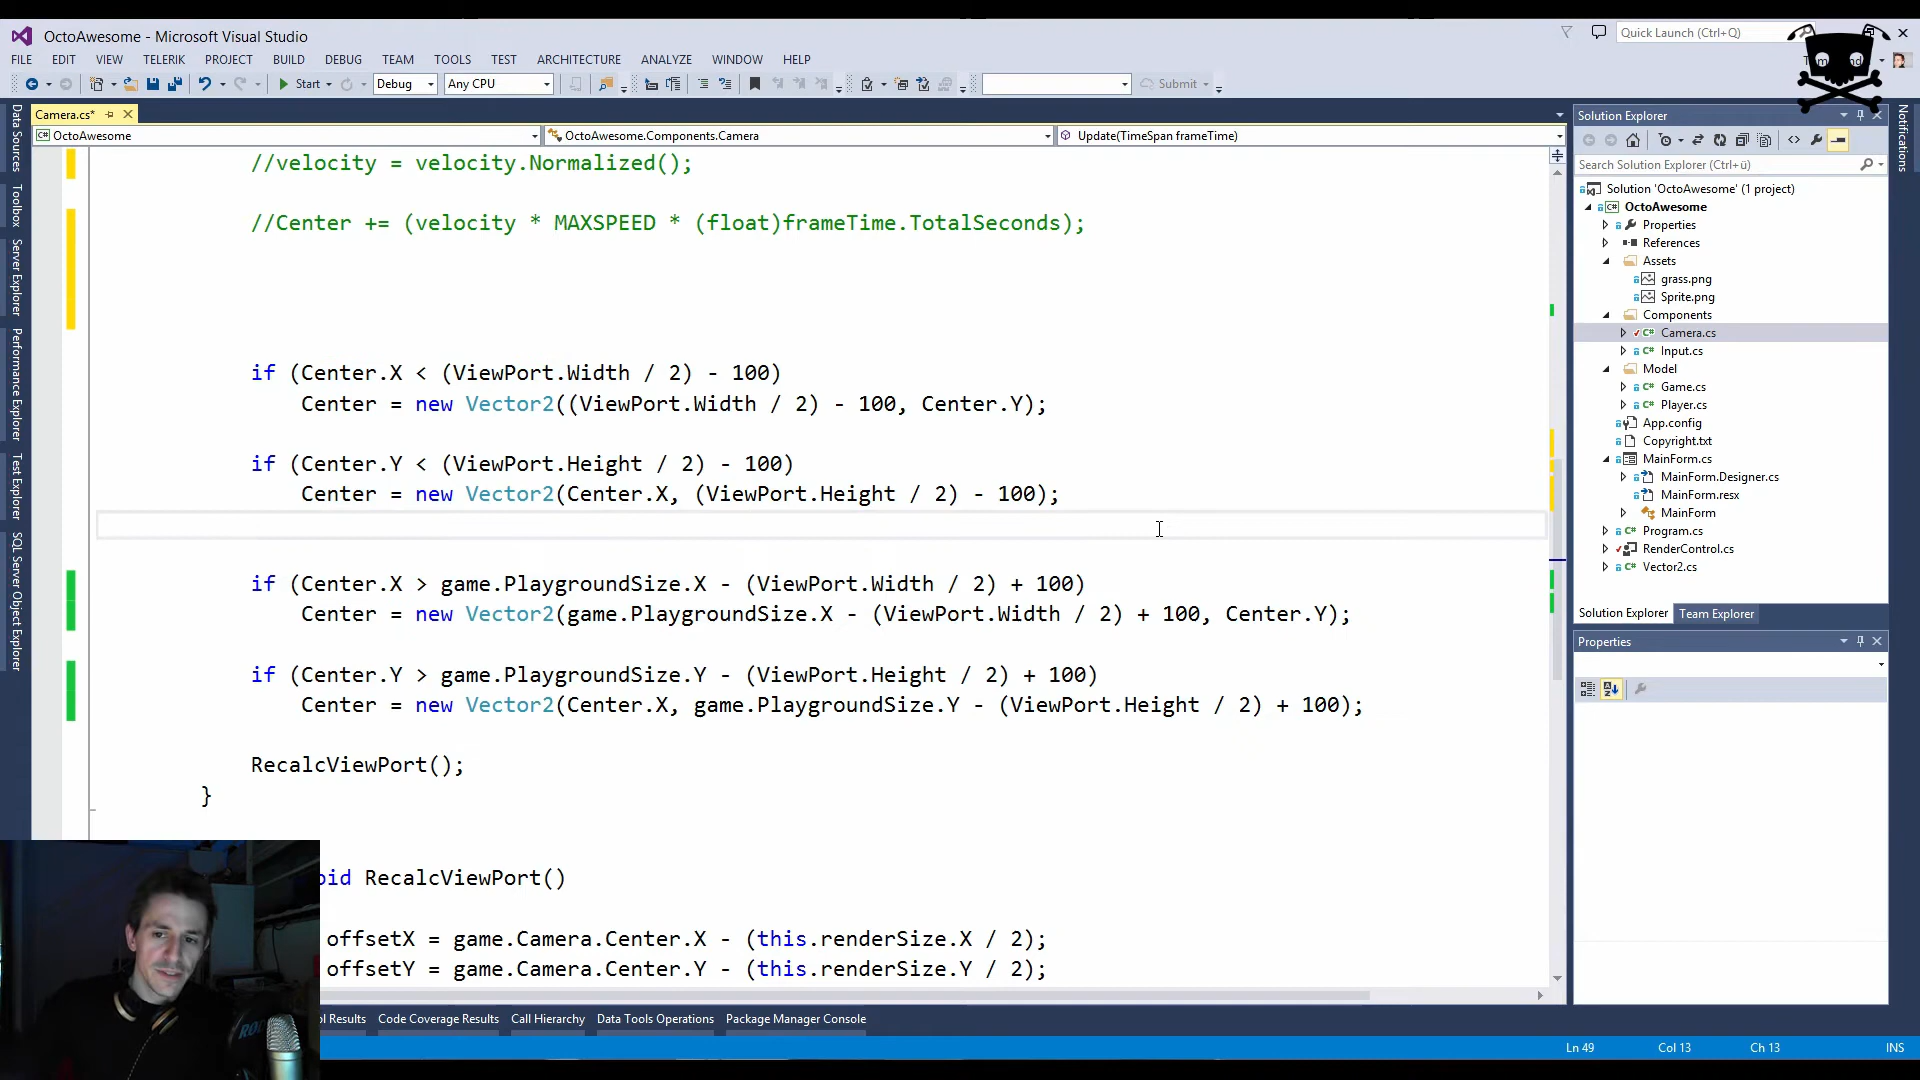 OctoAwesome - Microsoft Visual Studio
Quick Launch (Ctrl+Q)
FILE EDIT VIEW TELERIK PROJECT BUILD DEBUG TEAM TOOLS TEST ARCHITECTURE ANALYZE WINDOW HELP
Start Debug Any CPU Submit
Camera.cs*
OctoAwesome OctoAwesome.Components.Camera Update(TimeSpan frameTime)
Data Sources
Toolbox
Server Explorer
Performance Explorer
Test Explorer
SQL Server Object Explorer
//velocity = velocity.Normalized();
//Center += (velocity * MAXSPEED * (float)frameTime.TotalSeconds);
if (Center.X < (ViewPort.Width / 2) - 100)
Center = new Vector2((ViewPort.Width / 2) - 100, Center.Y);
if (Center.Y < (ViewPort.Height / 2) - 100)
Center = new Vector2(Center.X, (ViewPort.Height / 2) - 100);
if (Center.X > game.PlaygroundSize.X - (ViewPort.Width / 2) + 100)
Center = new Vector2(game.PlaygroundSize.X - (ViewPort.Width / 2) + 100, Center.Y);
if (Center.Y > game.PlaygroundSize.Y - (ViewPort.Height / 2) + 100)
Center = new Vector2(Center.X, game.PlaygroundSize.Y - (ViewPort.Height / 2) + 100);
RecalcViewPort();
}
oid RecalcViewPort()
offsetX = game.Camera.Center.X - (this.renderSize.X / 2);
offsetY = game.Camera.Center.Y - (this.renderSize.Y / 2);
Solution Explorer
Search Solution Explorer (Ctrl+ü)
Solution 'OctoAwesome' (1 project)
OctoAwesome
Properties
References
Assets
grass.png
Sprite.png
Components
Camera.cs
Input.cs
Model
Game.cs
Player.cs
App.config
Copyright.txt
MainForm.cs
MainForm.Designer.cs
MainForm.resx
MainForm
Program.cs
RenderControl.cs
Vector2.cs
Solution Explorer Team Explorer
Properties
Notifications
ol Results Code Coverage Results Call Hierarchy Data Tools Operations Package Manager Console
Ln 49 Col 13 Ch 13 INS